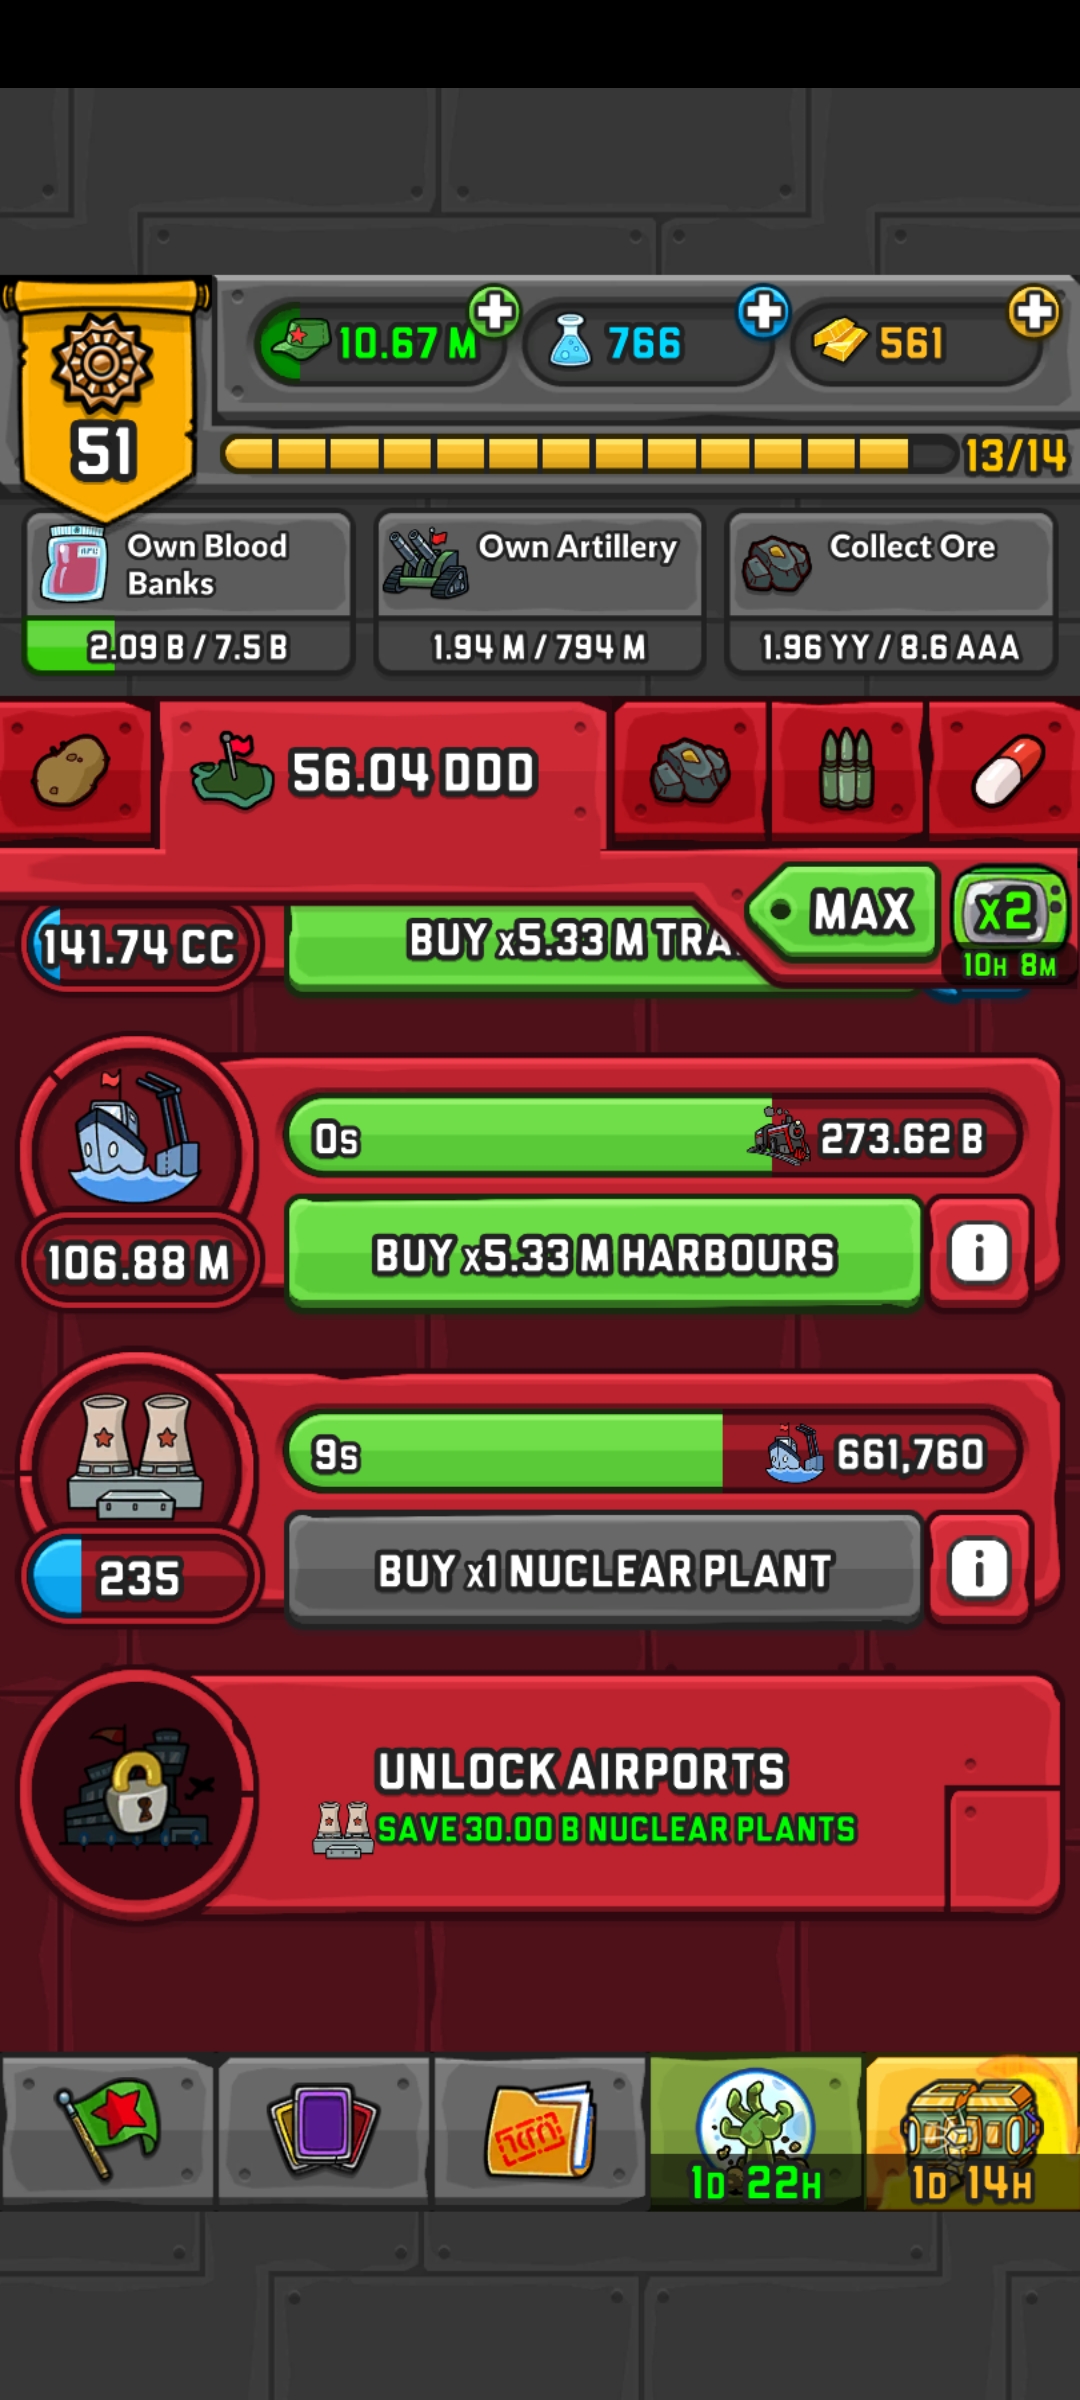 10.67 M
766
561
51
13/14
Own Blood
Banks
2.09 B / 7.5 B
Own Artillery
1.94 M / 794 M
Collect Ore
1.96 YY / 8.6 AAA
56.04 DDD
MAX
x2
10H 8M
141.74 CC
BUY x5.33 M TRA
0s
273.62 B
106.88 M
BUY x5.33 M HARBOURS
i
9s
661,760
235
BUY x1 NUCLEAR PLANT
i
UNLOCK AIRPORTS
SAVE 30.00 B NUCLEAR PLANTS
1D 22H
1D 14H